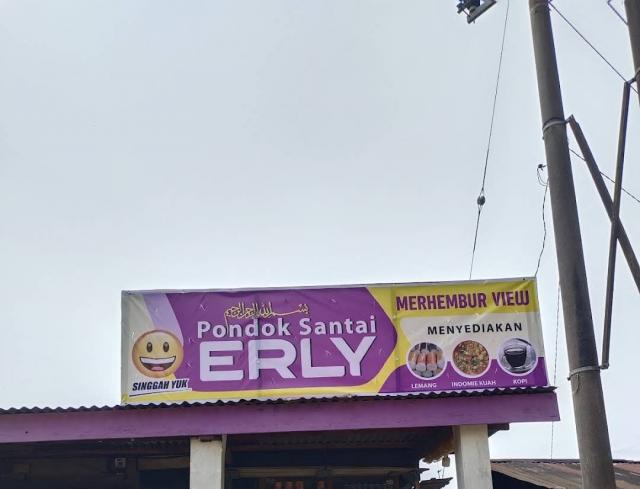 بسم الله الرحمن الرحيم
Pondok Santai
ERLY
SINGGAH YUK
MERHEMBUR VIEW
MENYEDIAKAN
LEMANG
INDOMIE KUAH
KOPI